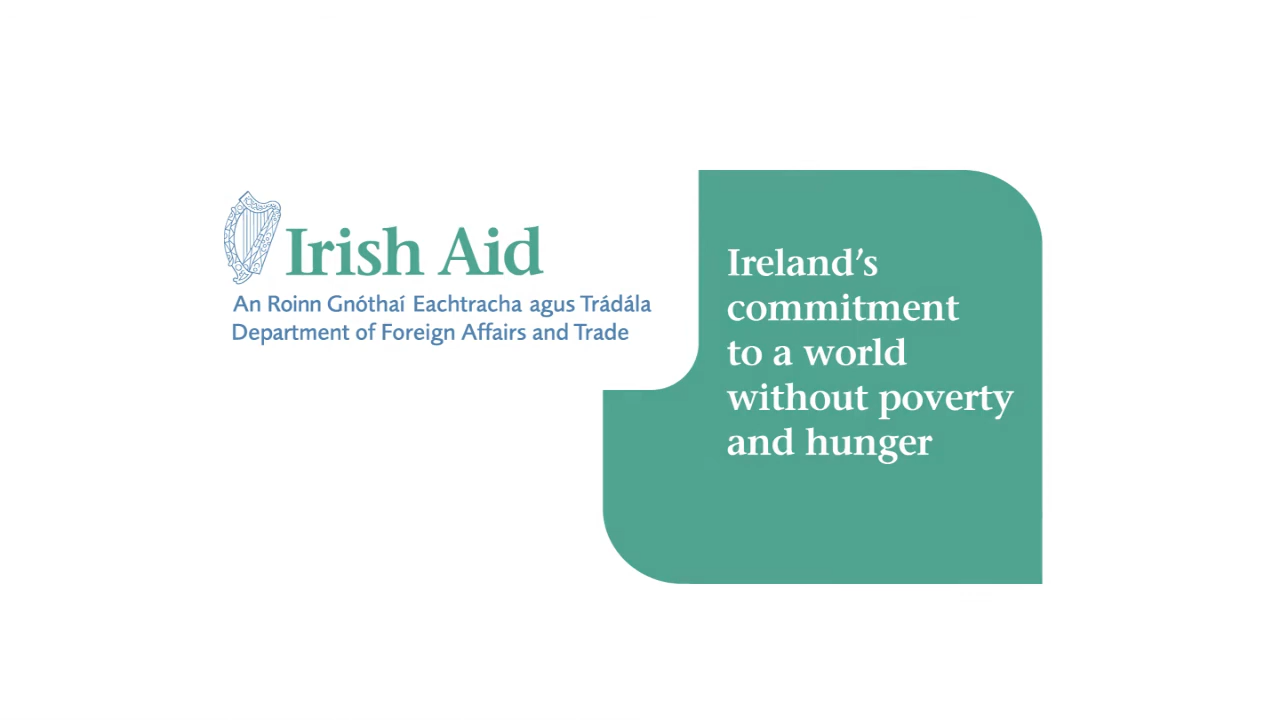 Irish Aid
An Roinn Gnóthaí Eachtracha agus Trádála
Department of Foreign Affairs and Trade
Ireland’s
commitment
to a world
without poverty
and hunger